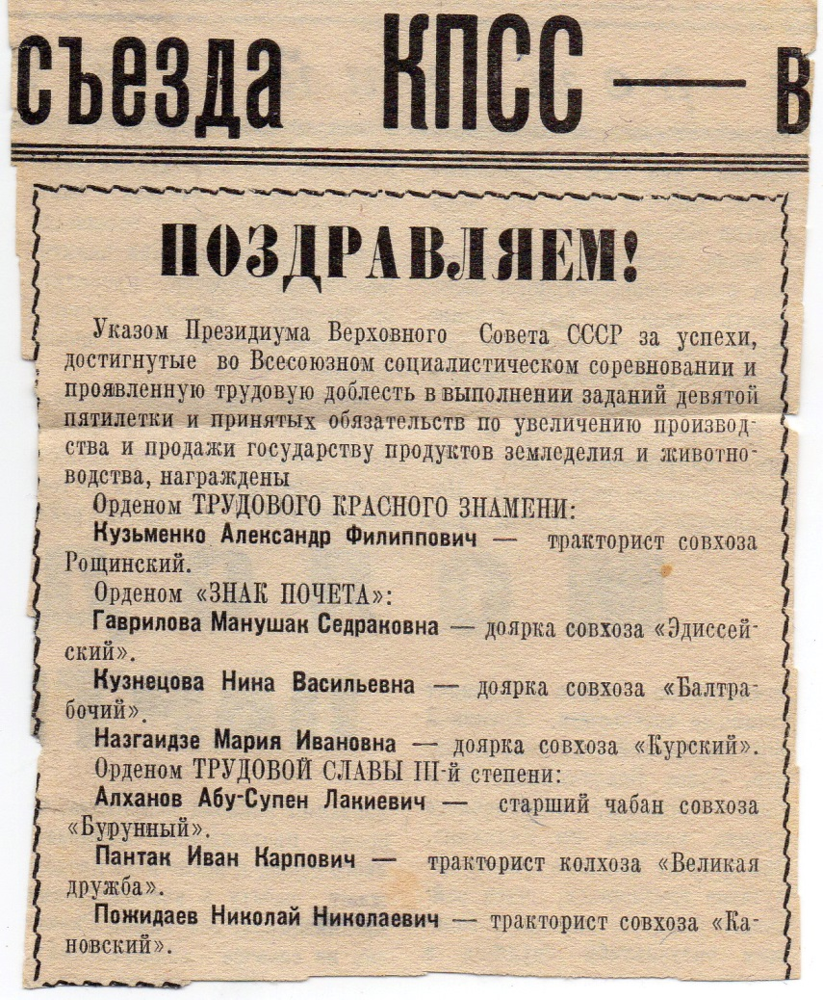 съезда КПСС — в
ПОЗДРАВЛЯЕМ!
Указом Президиума Верховного Совета СССР за успехи,
достигнутые во Всесоюзном социалистическом соревновании и
проявленную трудовую доблесть в выполнении заданий девятой
пятилетки и принятых обязательств по увеличению производ-
ства и продажи государству продуктов земледелия и животно-
водства, награждены
Орденом ТРУДОВОГО КРАСНОГО ЗНАМЕНИ:
Кузьменко Александр Филиппович — тракторист совхоза
Рощинский.
Орденом «ЗНАК ПОЧЕТА»:
Гаврилова Манушак Седраковна — доярка совхоза «Эдиссей-
ский».
Кузнецова Нина Васильевна — доярка совхоза «Балтра-
бочий».
Назгаидзе Мария Ивановна — доярка совхоза «Курский».
Орденом ТРУДОВОЙ СЛАВЫ III-й степени:
Алханов Абу-Супен Лакиевич — старший чабан совхоза
«Бурунный».
Пантак Иван Карпович — тракторист колхоза «Великая
дружба».
Пожидаев Николай Николаевич — тракторист совхоза «Ка-
новский».